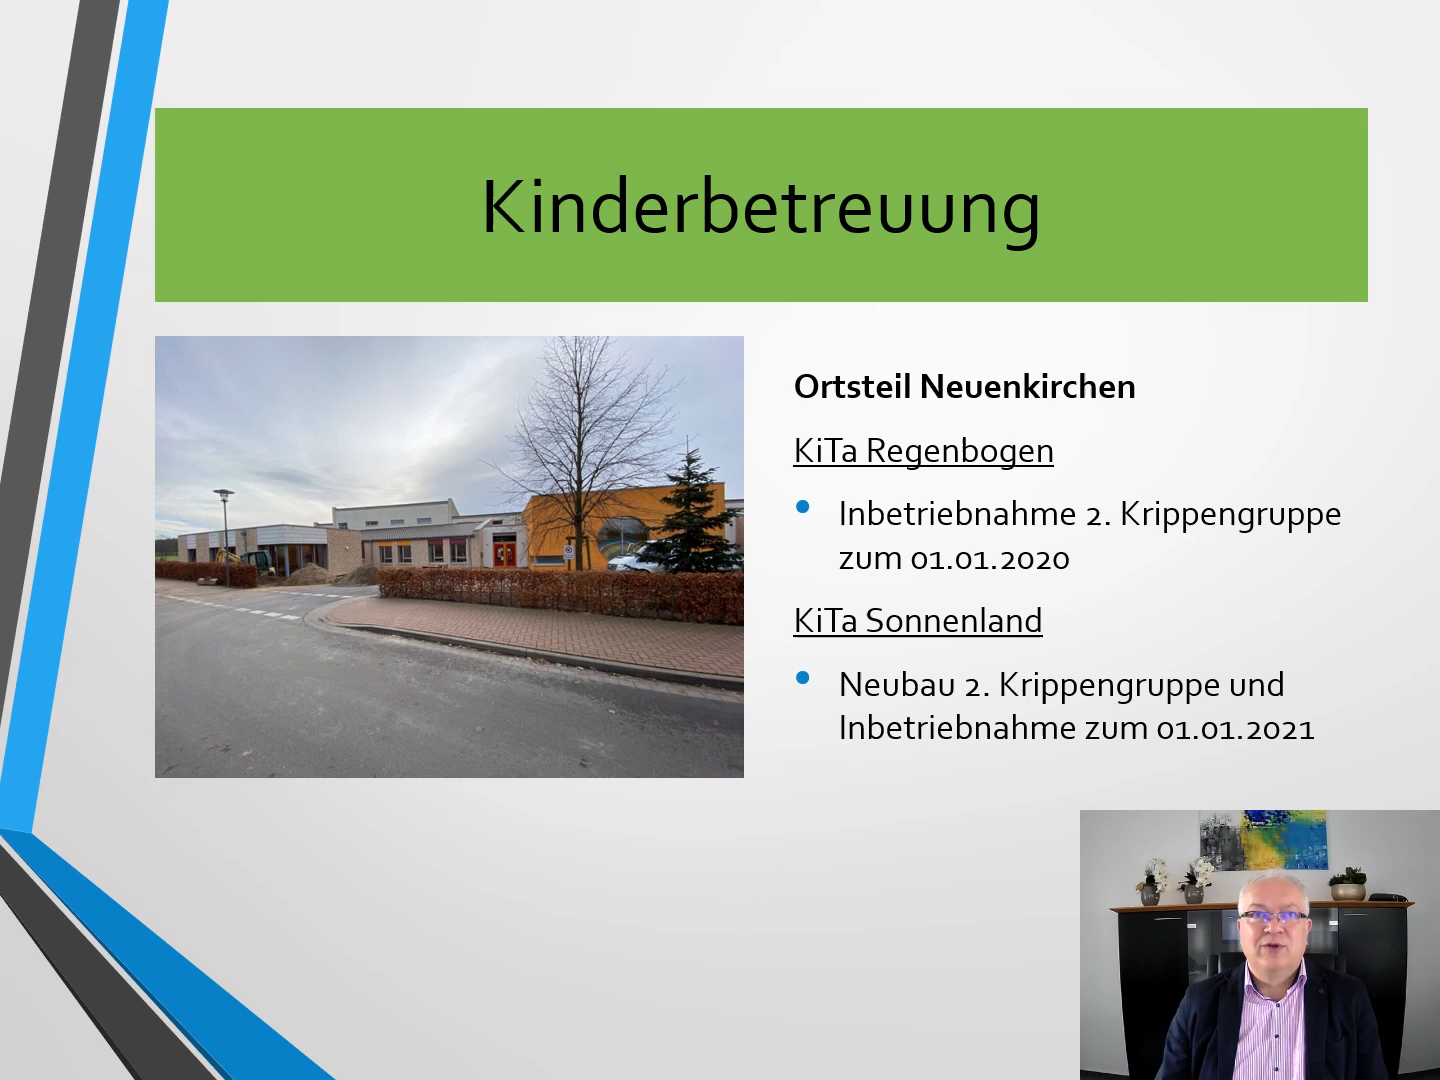 Kinderbetreuung
Ortsteil Neuenkirchen
KiTa Regenbogen
• Inbetriebnahme 2. Krippengruppe
zum 01.01.2020
KiTa Sonnenland
• Neubau 2. Krippengruppe und
Inbetriebnahme zum 01.01.2021